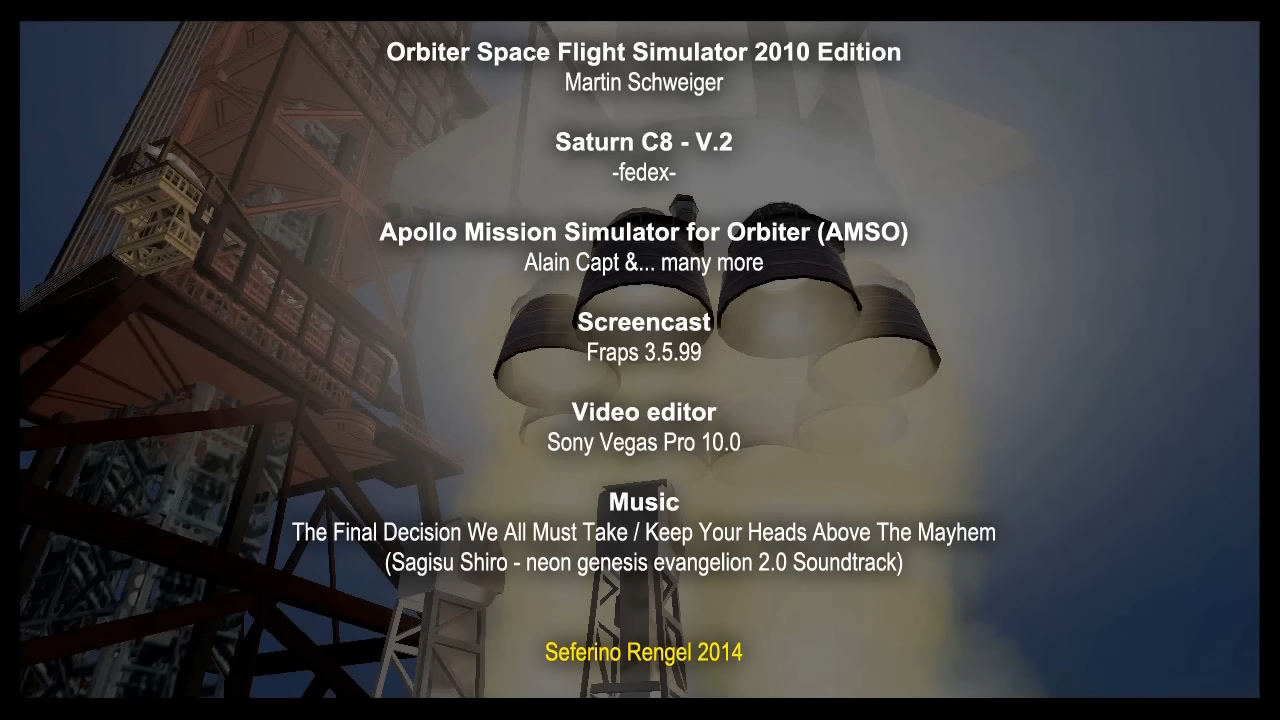 Orbiter Space Flight Simulator 2010 Edition
Martin Schweiger
Saturn C8 - V.2
-fedex-
Apollo Mission Simulator for Orbiter (AMSO)
Alain Capt &... many more
Screencast
Fraps 3.5.99
Video editor
Sony Vegas Pro 10.0
Music
The Final Decision We All Must Take / Keep Your Heads Above The Mayhem
(Sagisu Shiro - neon genesis evangelion 2.0 Soundtrack)
Seferino Rengel 2014